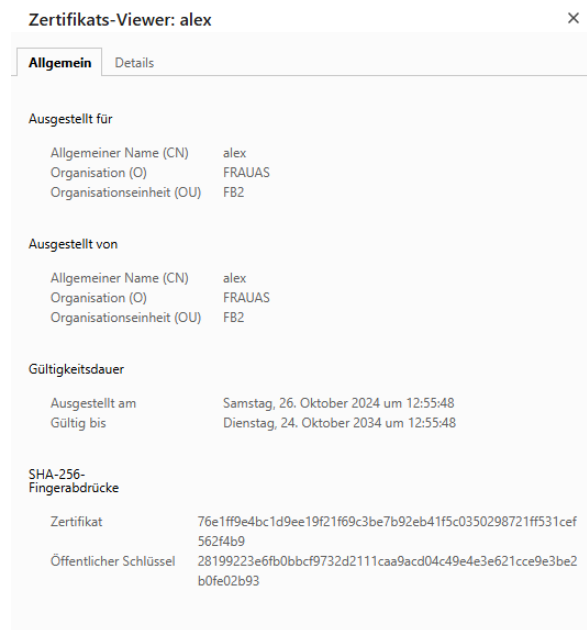 Zertifikats-Viewer: alex
Allgemein Details
Ausgestellt für
Allgemeiner Name (CN) alex
Organisation (O) FRAUAS
Organisationseinheit (OU) FB2
Ausgestellt von
Allgemeiner Name (CN) alex
Organisation (O) FRAUAS
Organisationseinheit (OU) FB2
Gültigkeitsdauer
Ausgestellt am Samstag, 26. Oktober 2024 um 12:55:48
Gültig bis Dienstag, 24. Oktober 2034 um 12:55:48
SHA-256-
Fingerabdrücke
Zertifikat 76e1ff9e4bc1d9ee19f21f69c3be7b92eb41f5c0350298721ff531cef
562f4b9
Öffentlicher Schlüssel 28199223e6fb0bbcf9732d2111caa9acd04c49e4e3e621cce9e3be2
b0fe02b93